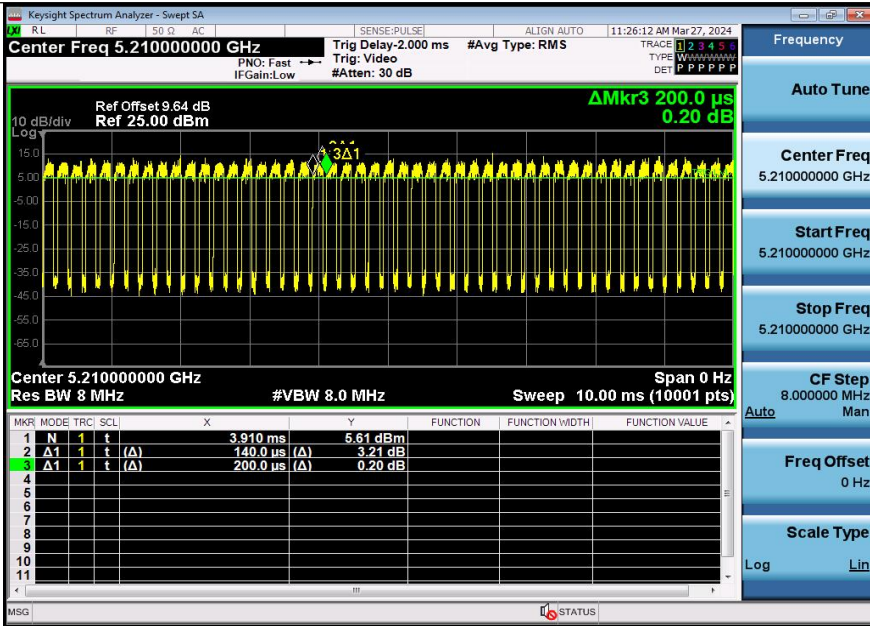 Keysight Spectrum Analyzer - Swept SA
LXI RL RF 50 Ω AC SENSE:PULSE ALIGN AUTO 11:26:12 AM Mar 27, 2024
Center Freq 5.210000000 GHz
PNO: Fast
IFGain:Low
Trig Delay-2.000 ms
Trig: Video
#Atten: 30 dB
#Avg Type: RMS
TRACE 1 2 3 4 5 6
TYPE WWWWWW
DET P P P P P P
ΔMkr3 200.0 µs
0.20 dB
Ref Offset 9.64 dB
10 dB/div Ref 25.00 dBm
Log
15.0
5.00
-5.00
-15.0
-25.0
-35.0
-45.0
-55.0
-65.0
3Δ1
Center 5.210000000 GHz Span 0 Hz
Res BW 8 MHz #VBW 8.0 MHz Sweep 10.00 ms (10001 pts)
MKR MODE TRC SCL X Y FUNCTION FUNCTION WIDTH FUNCTION VALUE
1 N 1 t 3.910 ms 5.61 dBm
2 Δ1 1 t (Δ) 140.0 µs (Δ) 3.21 dB
3 Δ1 1 t (Δ) 200.0 µs (Δ) 0.20 dB
4
5
6
7
8
9
10
11
MSG STATUS
Frequency
Auto Tune
Center Freq
5.210000000 GHz
Start Freq
5.210000000 GHz
Stop Freq
5.210000000 GHz
CF Step
8.000000 MHz
Auto Man
Freq Offset
0 Hz
Scale Type
Log Lin